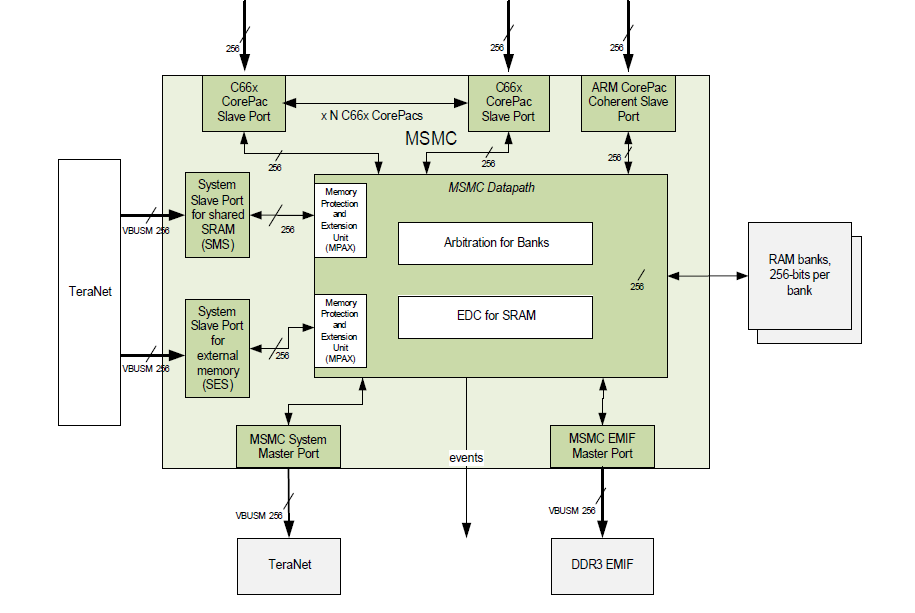 256
256
256
C66x
CorePac
Slave Port
C66x
CorePac
Slave Port
ARM CorePac
Coherent Slave
Port
x N C66x CorePacs
MSMC
256
256
256
MSMC Datapath
System
Slave Port
for shared
SRAM
(SMS)
VBUSM 256
256
Memory
Protection
and
Extension
Unit
(MPAX)
Arbitration for Banks
TeraNet
256
RAM banks,
256-bits per
bank
System
Slave Port
for
external
memory
(SES)
VBUSM 256
256
Memory
Protection
and
Extension
Unit
(MPAX)
EDC for SRAM
MSMC System
Master Port
events
MSMC EMIF
Master Port
VBUSM 256
VBUSM 256
TeraNet
DDR3 EMIF